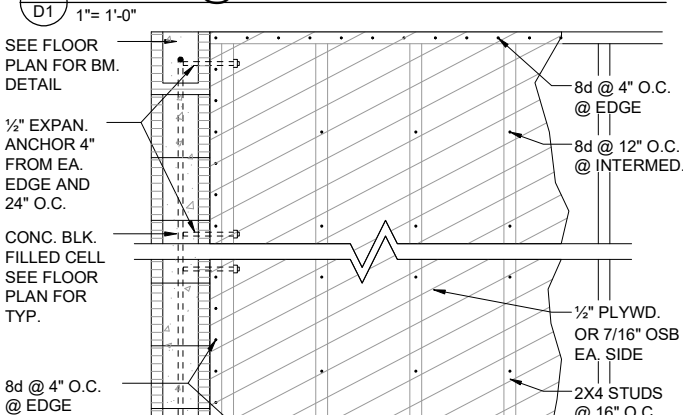 D1
1"= 1'-0"
SEE FLOOR
PLAN FOR BM.
DETAIL
½" EXPAN.
ANCHOR 4"
FROM EA.
EDGE AND
24" O.C.
CONC. BLK.
FILLED CELL
SEE FLOOR
PLAN FOR
TYP.
8d @ 4" O.C.
@ EDGE
8d @ 4" O.C.
@ EDGE
8d @ 12" O.C.
@ INTERMED.
½" PLYWD.
OR 7/16" OSB
EA. SIDE
2X4 STUDS
@ 16" O.C.